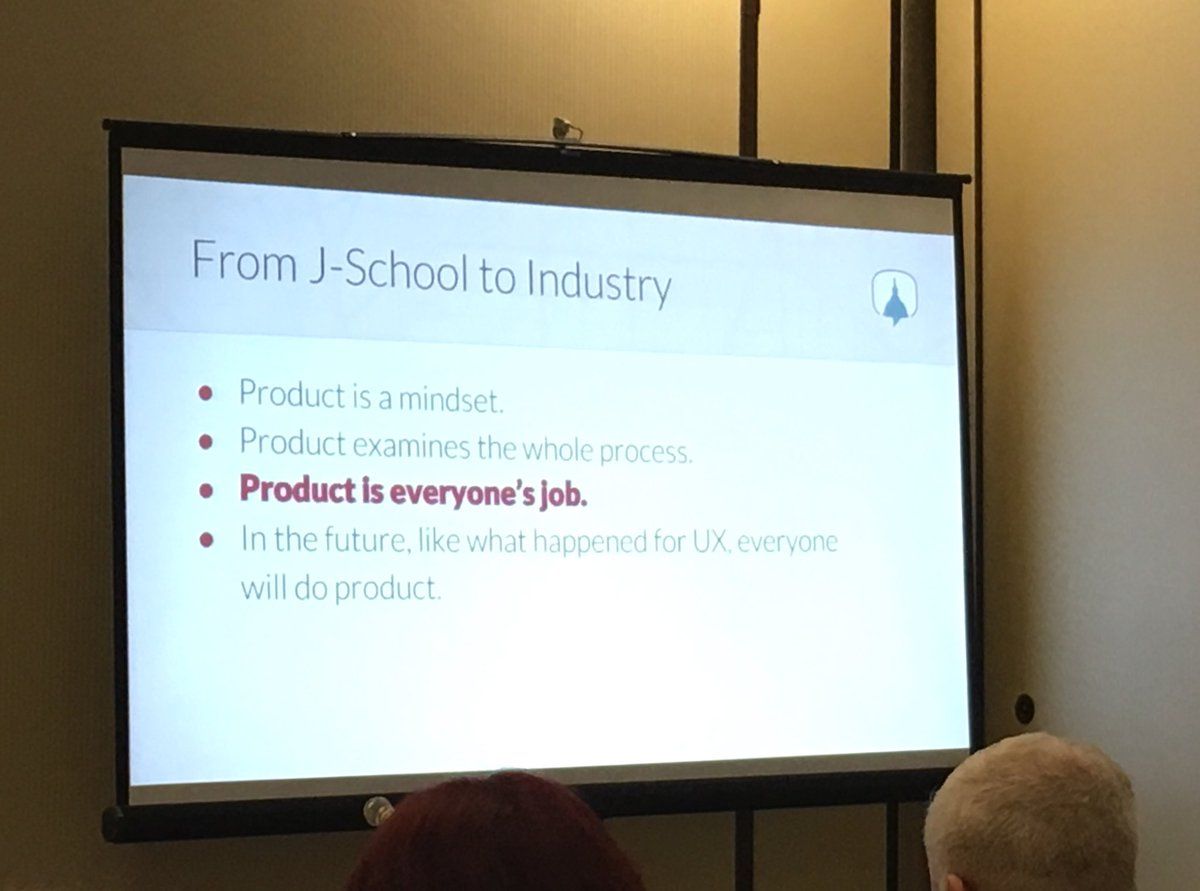 From J-School to Industry
● Product is a mindset.
● Product examines the whole process.
● Product is everyone's job.
● In the future, like what happened for UX, everyone
will do product.